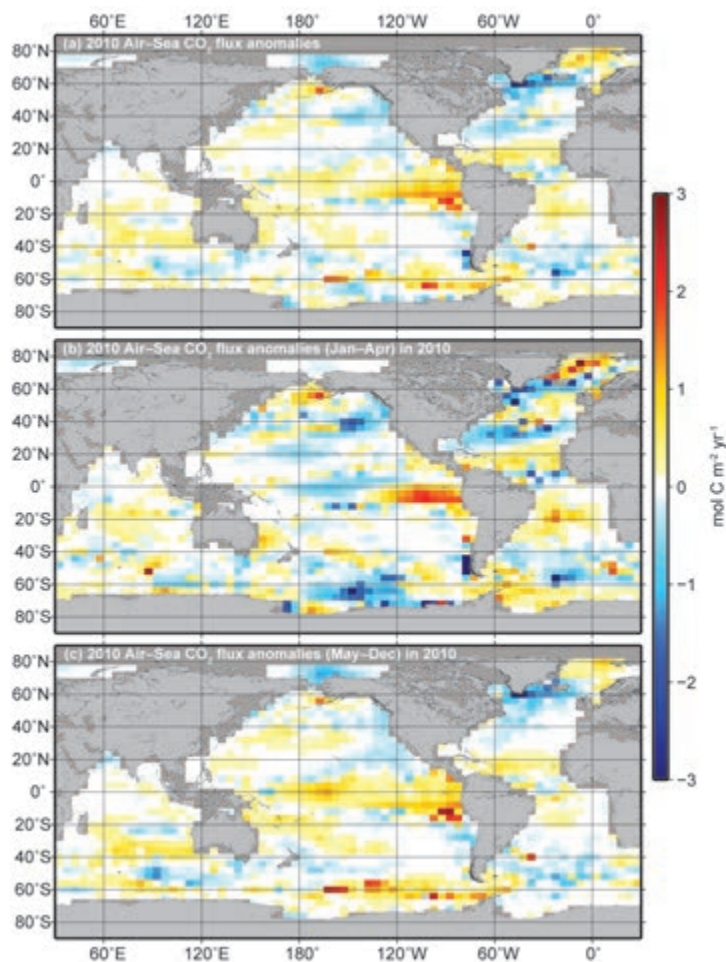 60°E 120°E 180° 120°W 60°W 0°
(a) 2010 Air–Sea CO₂ flux anomalies
80°N
60°N
40°N
20°N
0°
20°S
40°S
60°S
80°S
(b) 2010 Air–Sea CO₂ flux anomalies (Jan–Apr) in 2010
80°N
60°N
40°N
20°N
0°
20°S
40°S
60°S
80°S
(c) 2010 Air–Sea CO₂ flux anomalies (May–Dec) in 2010
80°N
60°N
40°N
20°N
0°
20°S
40°S
60°S
80°S
60°E 120°E 180° 120°W 60°W 0°
3
2
1
0
−1
−2
−3
mol C m⁻² yr⁻¹